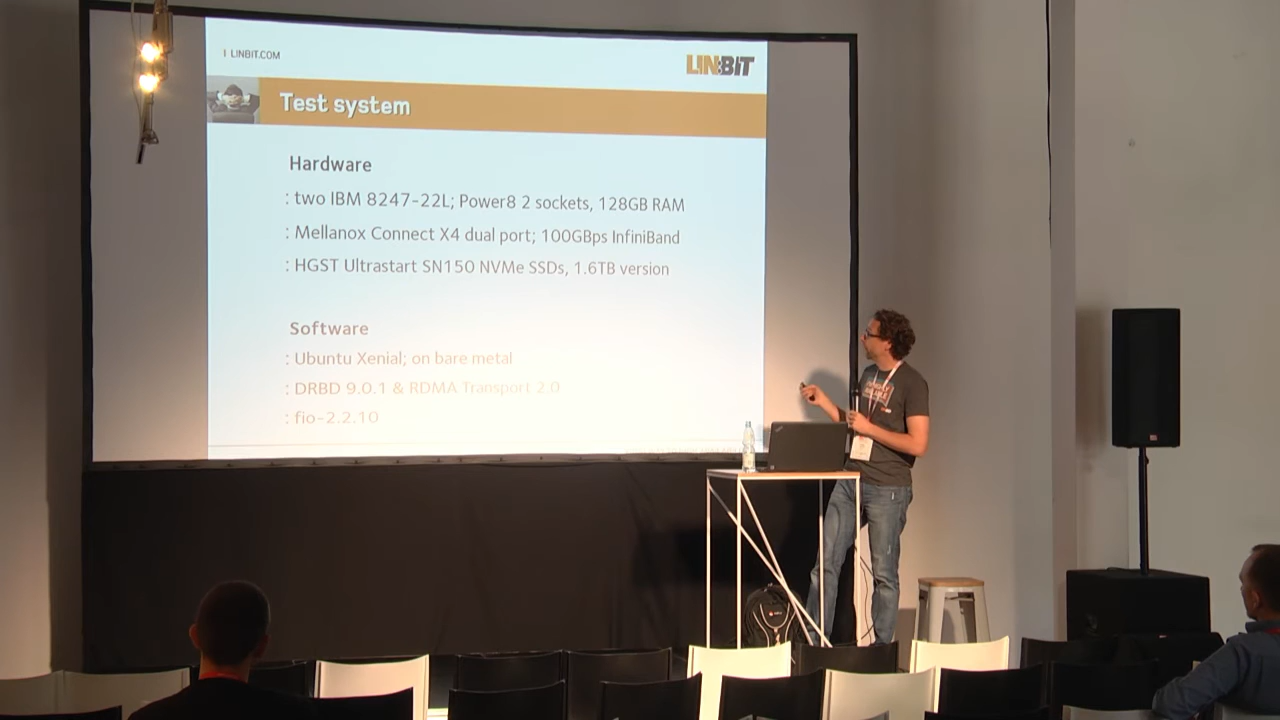 I LINBIT.COM
LINBIT
Test system
Hardware
: two IBM 8247-22L; Power8 2 sockets, 128GB RAM
: Mellanox Connect X4 dual port; 100GBps InfiniBand
: HGST Ultrastart SN150 NVMe SSDs, 1.6TB version
Software
: Ubuntu Xenial; on bare metal
: DRBD 9.0.1 & RDMA Transport 2.0
: fio-2.2.10